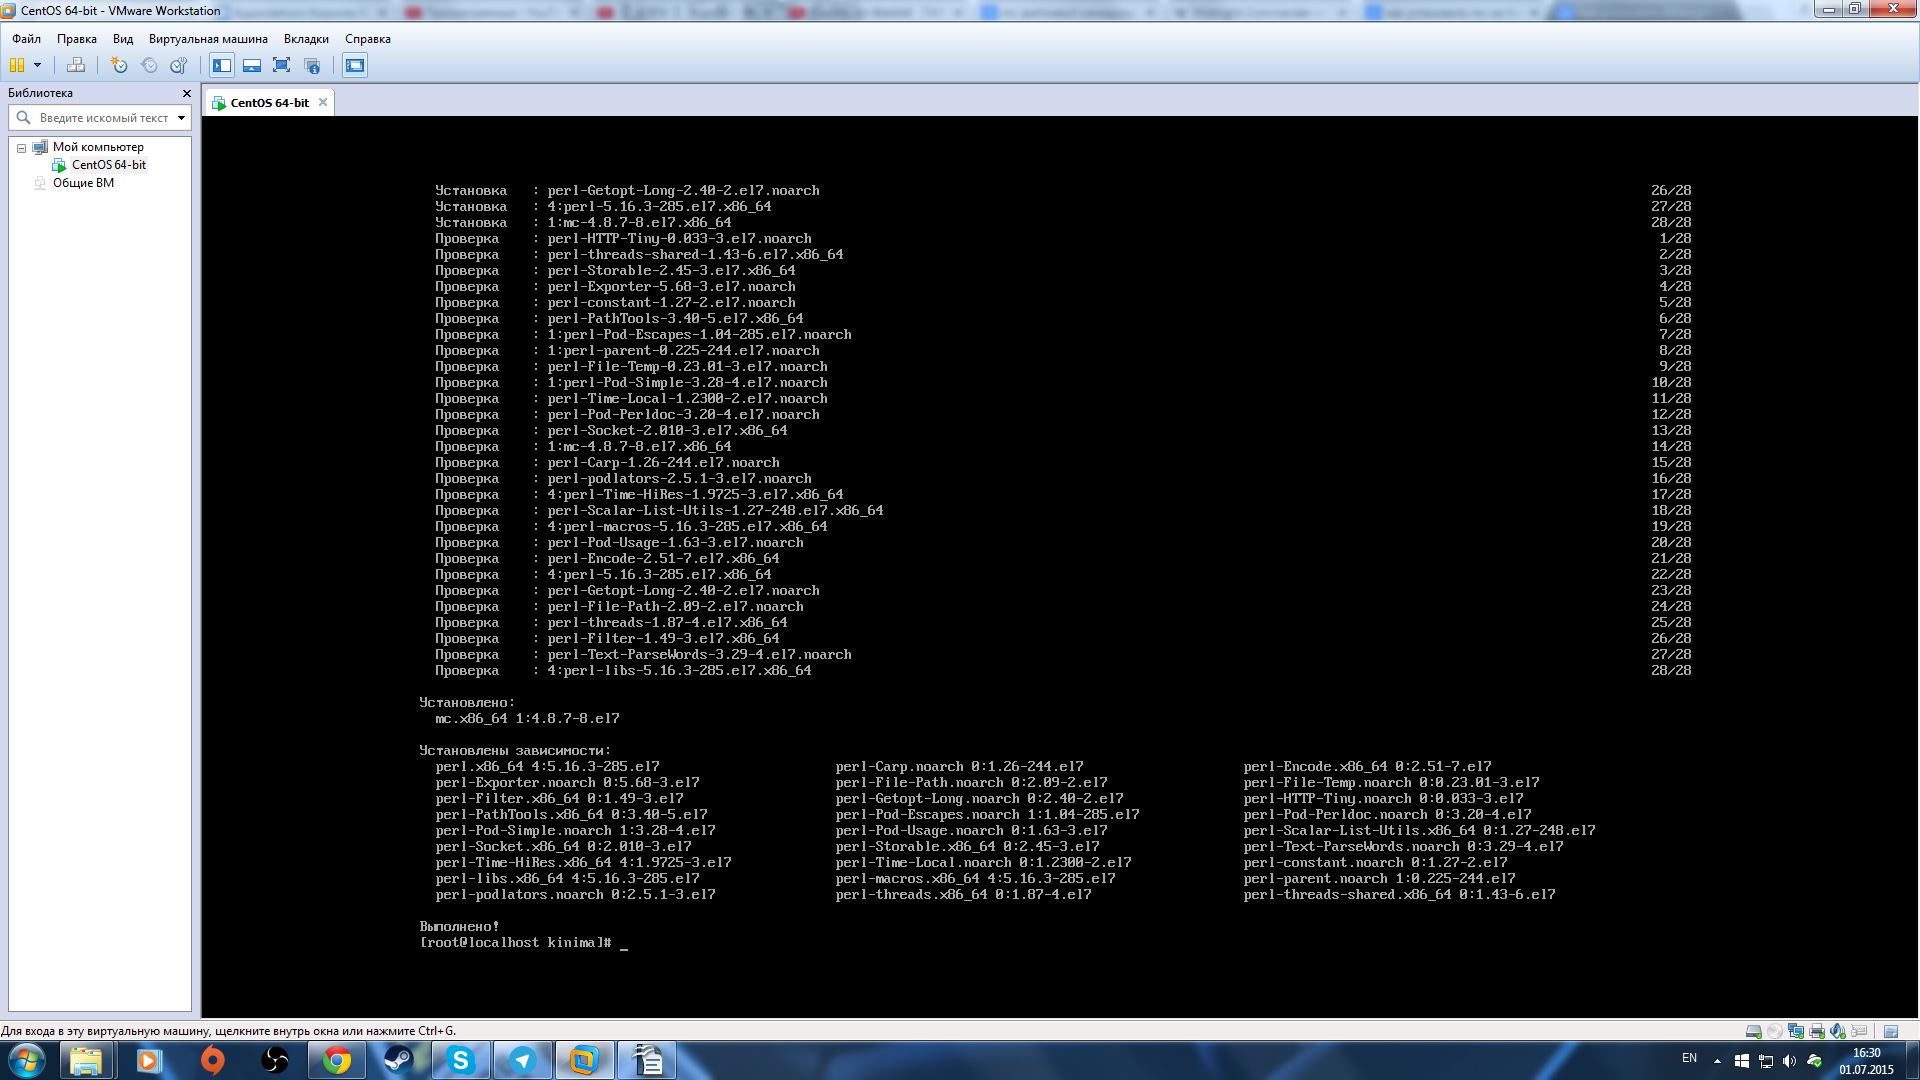 CentOS 64-bit - VMware Workstation
Файл Правка Вид Виртуальная машина Вкладки Справка
Библиотека
Введите искомый текст
Мой компьютер
CentOS 64-bit
Общие ВМ
CentOS 64-bit
Установка : perl-Getopt-Long-2.40-2.el7.noarch 26/28
Установка : 4:perl-5.16.3-285.el7.x86_64 27/28
Установка : 1:mc-4.8.7-8.el7.x86_64 28/28
Проверка : perl-HTTP-Tiny-0.033-3.el7.noarch 1/28
Проверка : perl-threads-shared-1.43-6.el7.x86_64 2/28
Проверка : perl-Storable-2.45-3.el7.x86_64 3/28
Проверка : perl-Exporter-5.68-3.el7.noarch 4/28
Проверка : perl-constant-1.27-2.el7.noarch 5/28
Проверка : perl-PathTools-3.40-5.el7.x86_64 6/28
Проверка : 1:perl-Pod-Escapes-1.04-285.el7.noarch 7/28
Проверка : 1:perl-parent-0.225-244.el7.noarch 8/28
Проверка : perl-File-Temp-0.23.01-3.el7.noarch 9/28
Проверка : 1:perl-Pod-Simple-3.28-4.el7.noarch 10/28
Проверка : perl-Time-Local-1.2300-2.el7.noarch 11/28
Проверка : perl-Pod-Perldoc-3.20-4.el7.noarch 12/28
Проверка : perl-Socket-2.010-3.el7.x86_64 13/28
Проверка : 1:mc-4.8.7-8.el7.x86_64 14/28
Проверка : perl-Carp-1.26-244.el7.noarch 15/28
Проверка : perl-podlators-2.5.1-3.el7.noarch 16/28
Проверка : 4:perl-Time-HiRes-1.9725-3.el7.x86_64 17/28
Проверка : perl-Scalar-List-Utils-1.27-248.el7.x86_64 18/28
Проверка : 4:perl-macros-5.16.3-285.el7.x86_64 19/28
Проверка : perl-Pod-Usage-1.63-3.el7.noarch 20/28
Проверка : perl-Encode-2.51-7.el7.x86_64 21/28
Проверка : 4:perl-5.16.3-285.el7.x86_64 22/28
Проверка : perl-Getopt-Long-2.40-2.el7.noarch 23/28
Проверка : perl-File-Path-2.09-2.el7.noarch 24/28
Проверка : perl-threads-1.87-4.el7.x86_64 25/28
Проверка : perl-Filter-1.49-3.el7.x86_64 26/28
Проверка : perl-Text-ParseWords-3.29-4.el7.noarch 27/28
Проверка : 4:perl-libs-5.16.3-285.el7.x86_64 28/28
Установлено:
mc.x86_64 1:4.8.7-8.el7
Установлены зависимости:
perl.x86_64 4:5.16.3-285.el7 perl-Carp.noarch 0:1.26-244.el7 perl-Encode.x86_64 0:2.51-7.el7
perl-Exporter.noarch 0:5.68-3.el7 perl-File-Path.noarch 0:2.09-2.el7 perl-File-Temp.noarch 0:0.23.01-3.el7
perl-Filter.x86_64 0:1.49-3.el7 perl-Getopt-Long.noarch 0:2.40-2.el7 perl-HTTP-Tiny.noarch 0:0.033-3.el7
perl-PathTools.x86_64 0:3.40-5.el7 perl-Pod-Escapes.noarch 1:1.04-285.el7 perl-Pod-Perldoc.noarch 0:3.20-4.el7
perl-Pod-Simple.noarch 1:3.28-4.el7 perl-Pod-Usage.noarch 0:1.63-3.el7 perl-Scalar-List-Utils.x86_64 0:1.27-248.el7
perl-Socket.x86_64 0:2.010-3.el7 perl-Storable.x86_64 0:2.45-3.el7 perl-Text-ParseWords.noarch 0:3.29-4.el7
perl-Time-HiRes.x86_64 4:1.9725-3.el7 perl-Time-Local.noarch 0:1.2300-2.el7 perl-constant.noarch 0:1.27-2.el7
perl-libs.x86_64 4:5.16.3-285.el7 perl-macros.x86_64 4:5.16.3-285.el7 perl-parent.noarch 1:0.225-244.el7
perl-podlators.noarch 0:2.5.1-3.el7 perl-threads.x86_64 0:1.87-4.el7 perl-threads-shared.x86_64 0:1.43-6.el7
Выполнено!
[root@localhost kinima]# _
Для входа в эту виртуальную машину, щелкните внутрь окна или нажмите Ctrl+G.
EN
16:30
01.07.2015